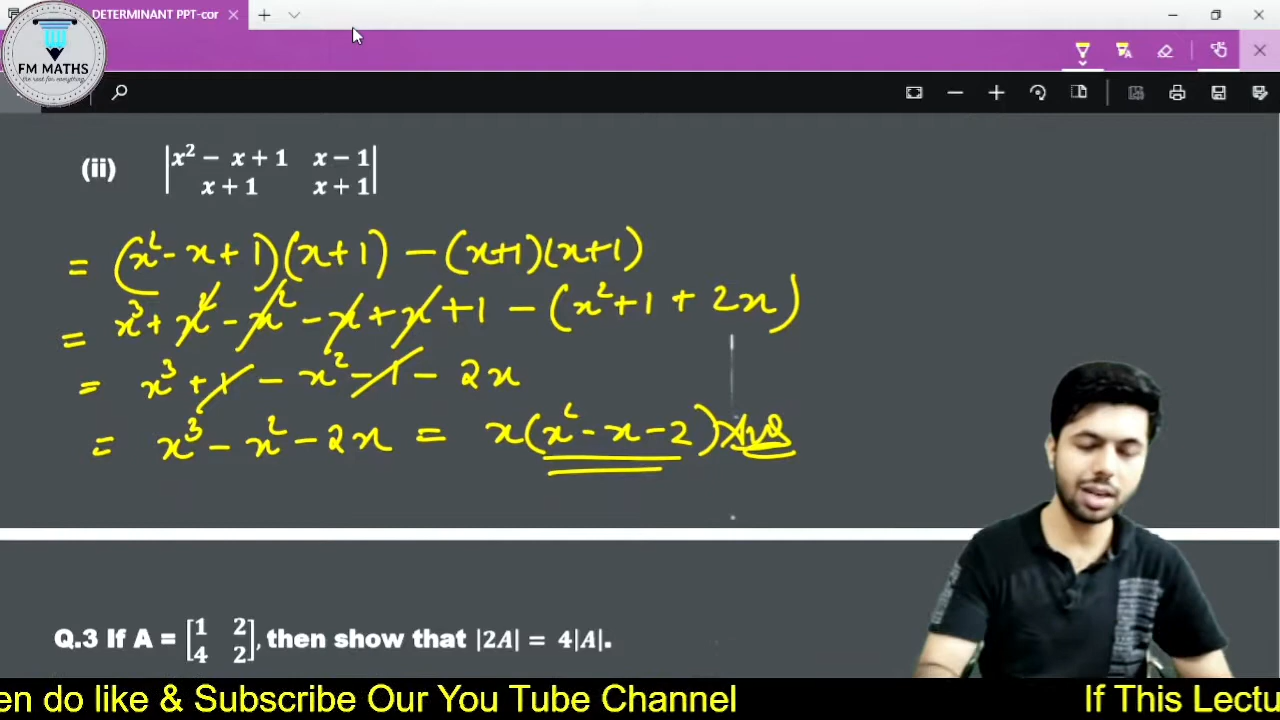 DETERMINANT PPT-cor
FM MATHS
(ii) |x² − x + 1 x − 1|
|x + 1 x + 1|
= (x² - x + 1)(x+1) − (x+1)(x+1)
= x³ + x² - x² - x + x + 1 − (x² + 1 + 2x)
= x³ + 1 − x² − 1 − 2x
= x³ − x² − 2x = x(x² - x - 2) Ans
Q.3 If A = [1 2
4 2], then show that |2A| = 4|A|.
en do like & Subscribe Our You Tube Channel If This Lectu